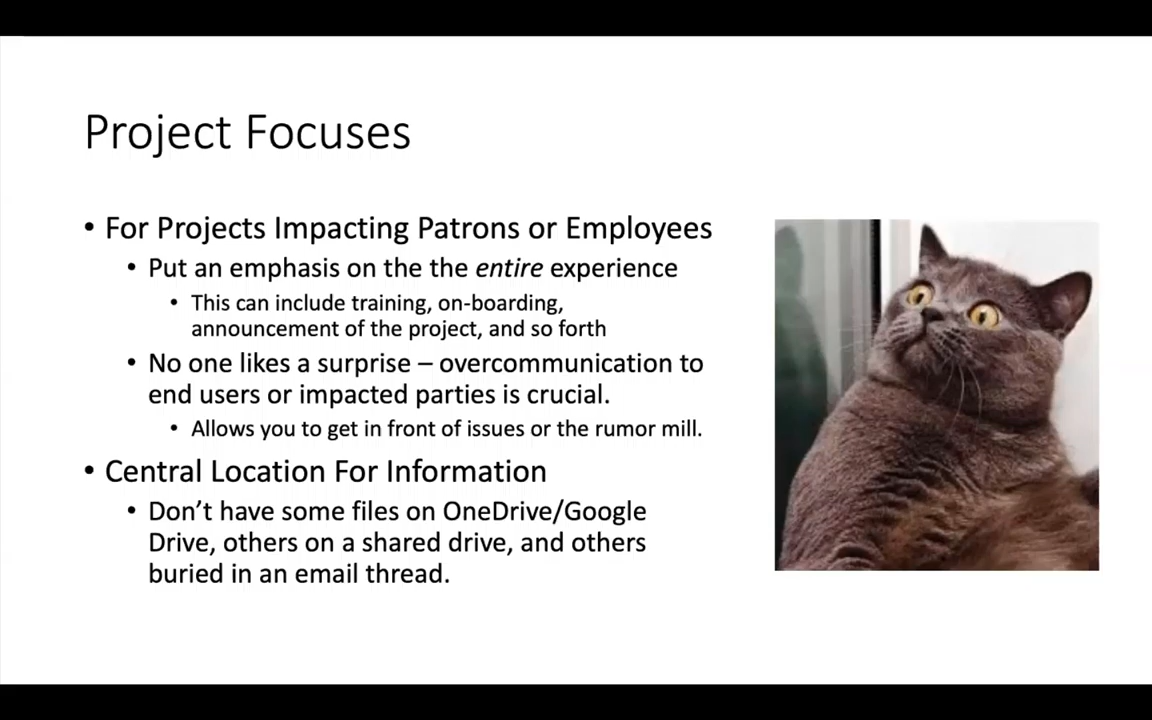 Project Focuses
• For Projects Impacting Patrons or Employees
• Put an emphasis on the the entire experience
• This can include training, on-boarding,
announcement of the project, and so forth
• No one likes a surprise – overcommunication to
end users or impacted parties is crucial.
• Allows you to get in front of issues or the rumor mill.
• Central Location For Information
• Don’t have some files on OneDrive/Google
Drive, others on a shared drive, and others
buried in an email thread.